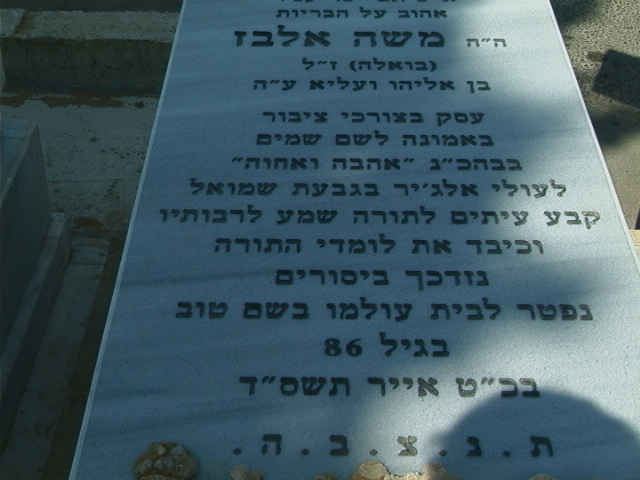 אהוב על הבריות
ה״ה משה אלבז
(בואלה) ז״ל
בן אליהו ועליא ע״ה
עסק בצורכי ציבור
באמונה לשם שמים
בבהכ״נ ״אהבה ואחוה״
לעולי אלג׳יר בגבעת שמואל
קבע עיתים לתורה שמע לרבותיו
וכיבד את לומדי התורה
נזדכך ביסורים
נפטר לבית עולמו בשם טוב
בגיל 86
בכ״ט אייר תשס״ד
ת . נ . צ . ב . ה .